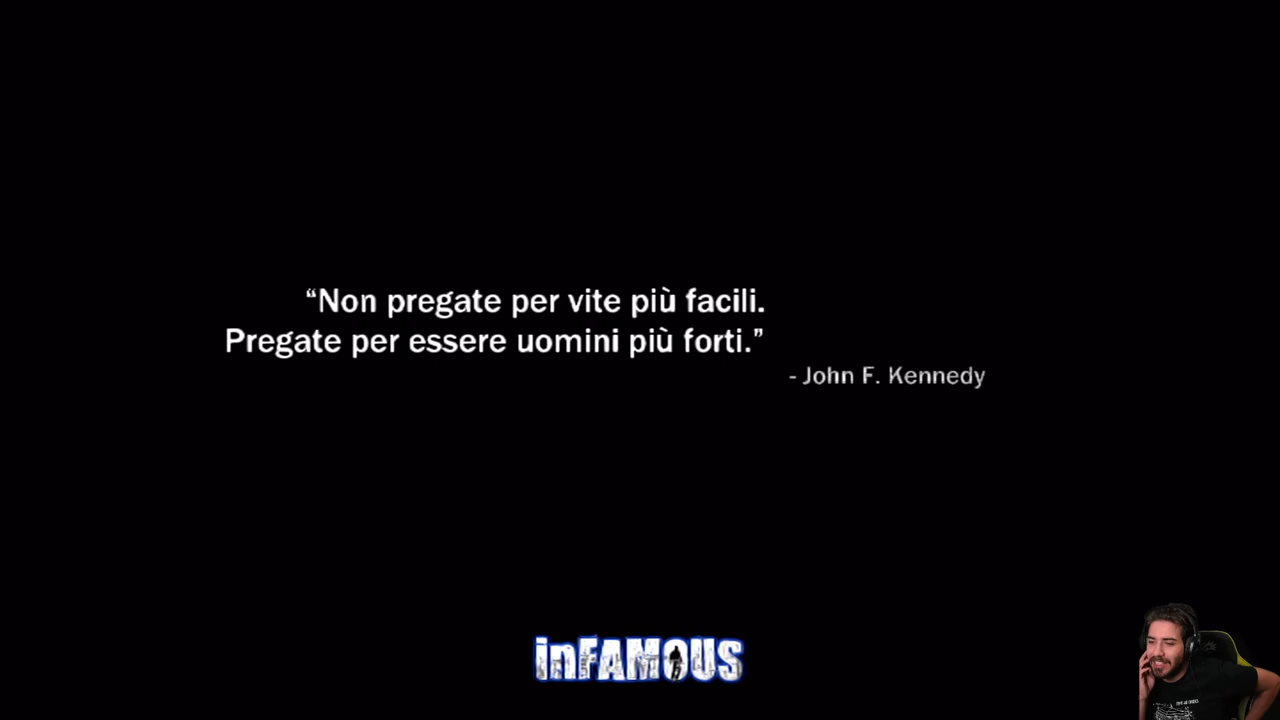 “Non pregate per vite più facili.
Pregate per essere uomini più forti.”
- John F. Kennedy
inFAMOUS